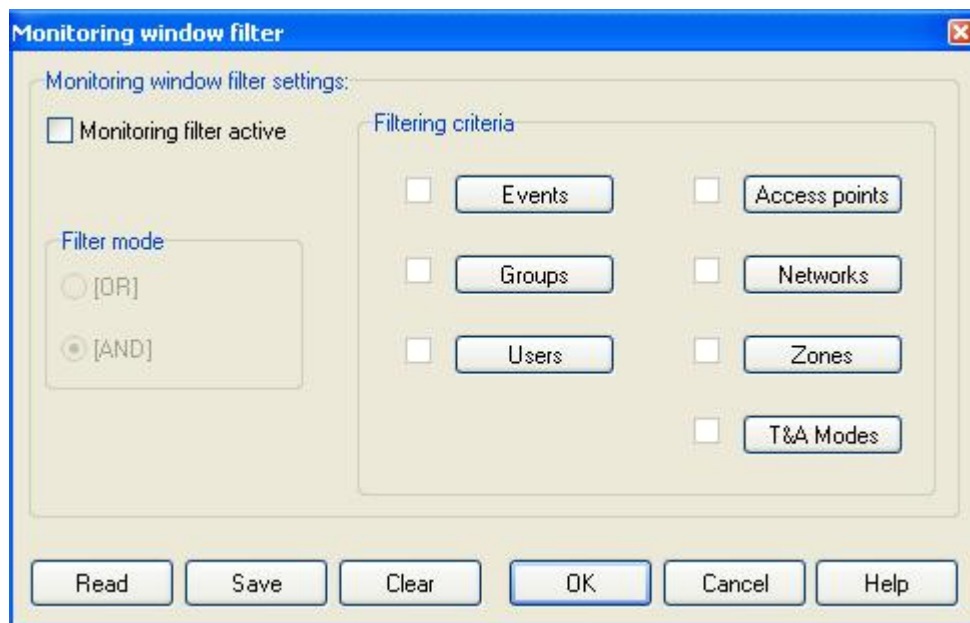 Monitoring window filter
Monitoring window filter settings:
Monitoring filter active
Filtering criteria
Events
Access points
Filter mode
[OR]
Groups
Networks
[AND]
Users
Zones
T&A Modes
Read
Save
Clear
OK
Cancel
Help